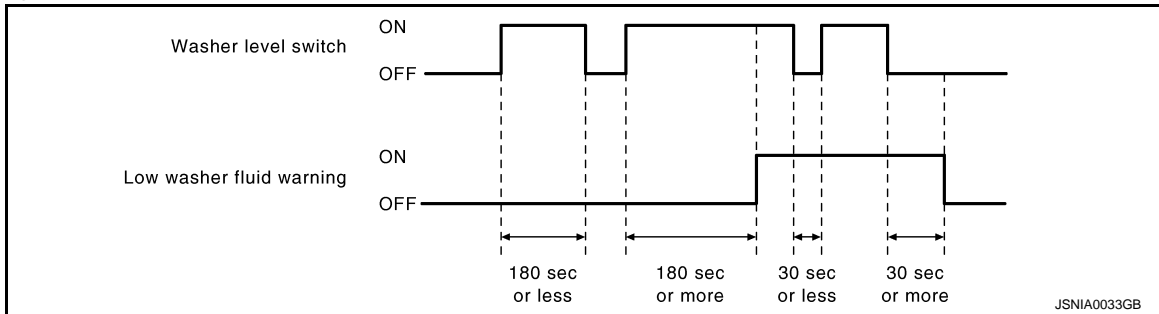 ON
Washer level switch
OFF
ON
Low washer fluid warning
OFF
180 sec
or less
180 sec
or more
30 sec
or less
30 sec
or more
JSNIA0033GB